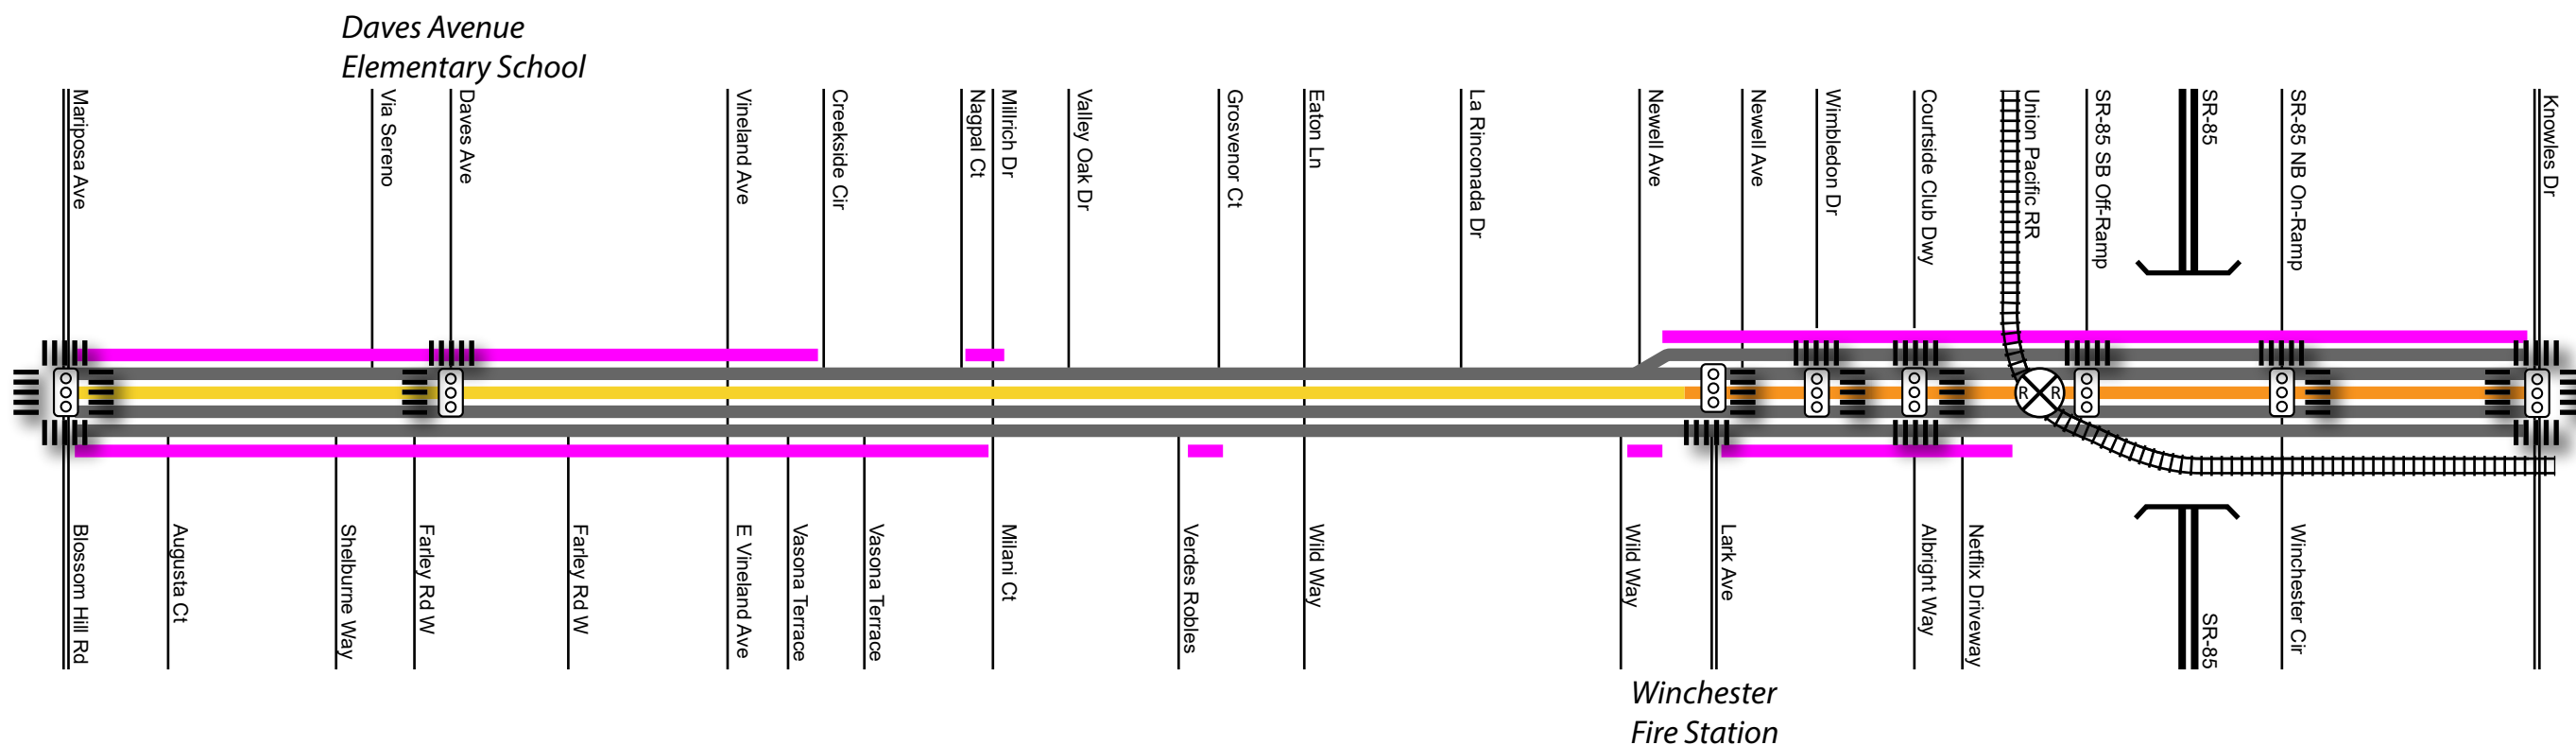 Daves Avenue
Elementary School
Mariposa Ave
Via Sereno
Daves Ave
Vineland Ave
Creekside Cir
Nagpal Ct
Millrich Dr
Valley Oak Dr
Grosvenor Ct
Eaton Ln
La Rinconada Dr
Newell Ave
Newell Ave
Wimbledon Dr
Courtside Club Dwy
Union Pacific RR
SR-85 SB Off-Ramp
SR-85
SR-85 NB On-Ramp
Knowles Dr
R R
Blossom Hill Rd
Augusta Ct
Shelburne Way
Farley Rd W
Farley Rd W
E Vineland Ave
Vasona Terrace
Vasona Terrace
Milani Ct
Verdes Robles
Wild Way
Wild Way
Lark Ave
Albright Way
Netflix Driveway
SR-85
Winchester Cir
Winchester
Fire Station